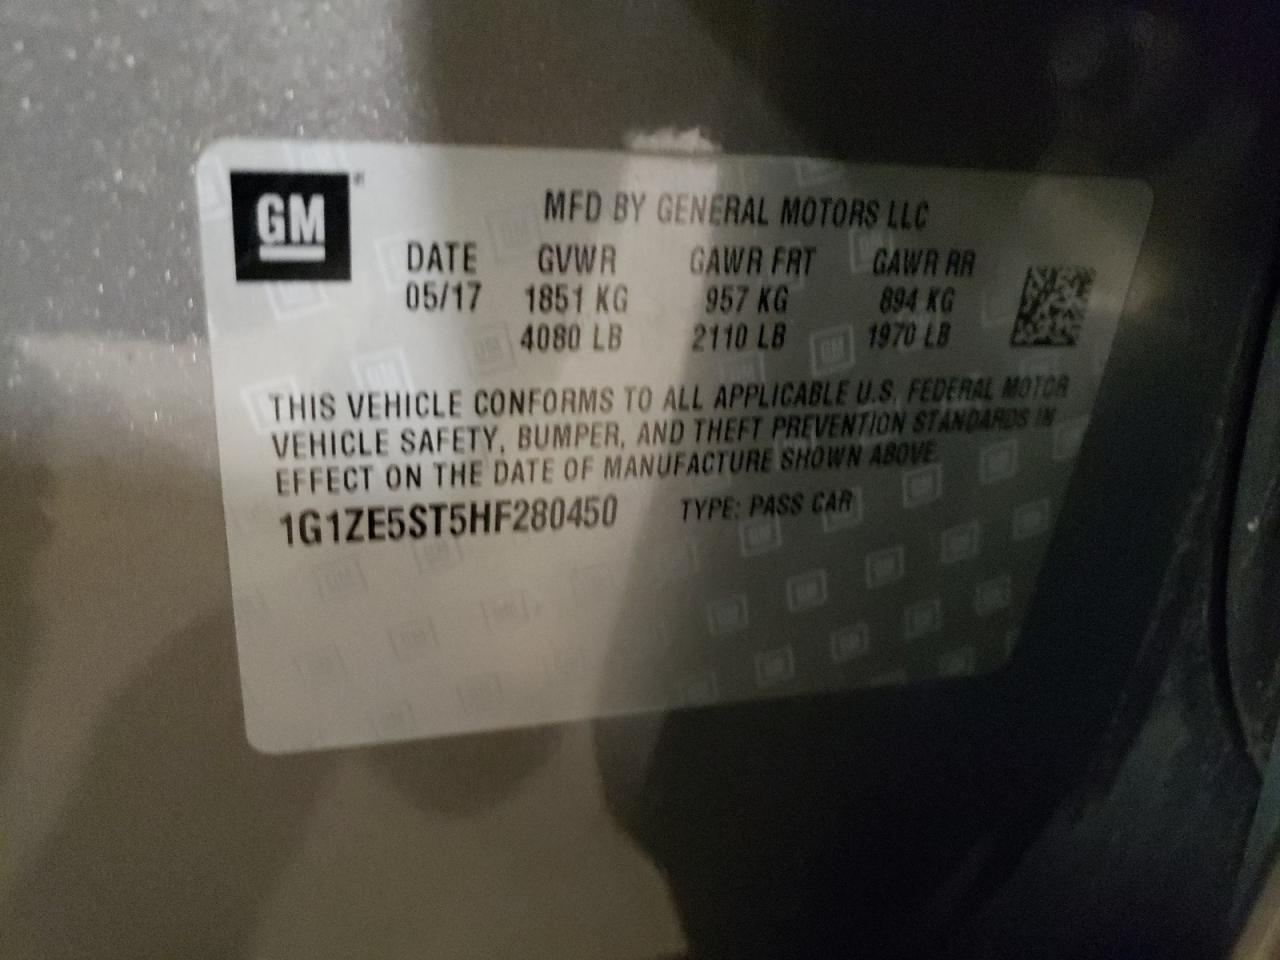 GM
MFD BY GENERAL MOTORS LLC
DATE GVWR GAWR FRT GAWR RR
05/17 1851 KG 957 KG 894 KG
4080 LB 2110 LB 1970 LB
THIS VEHICLE CONFORMS TO ALL APPLICABLE U.S. FEDERAL MOTOR
VEHICLE SAFETY, BUMPER, AND THEFT PREVENTION STANDARDS IN
EFFECT ON THE DATE OF MANUFACTURE SHOWN ABOVE.
1G1ZE5ST5HF280450 TYPE: PASS CAR